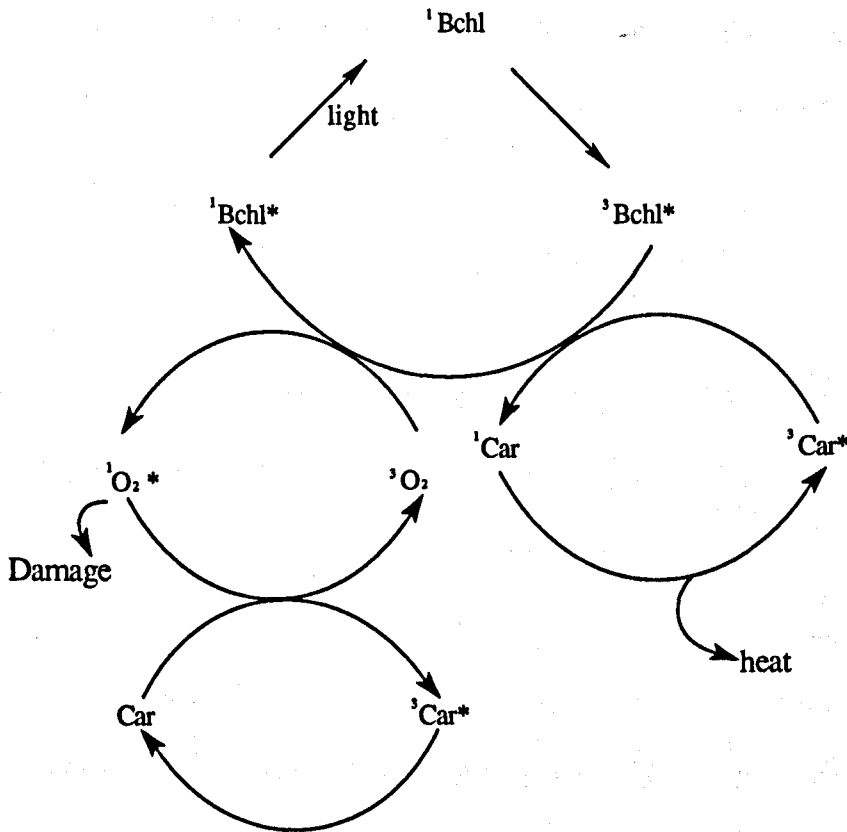 ¹Bchl
light
¹Bchl* ³Bchl*
¹Car ³Car*
¹O₂* ³O₂
Damage
heat
Car ³Car*